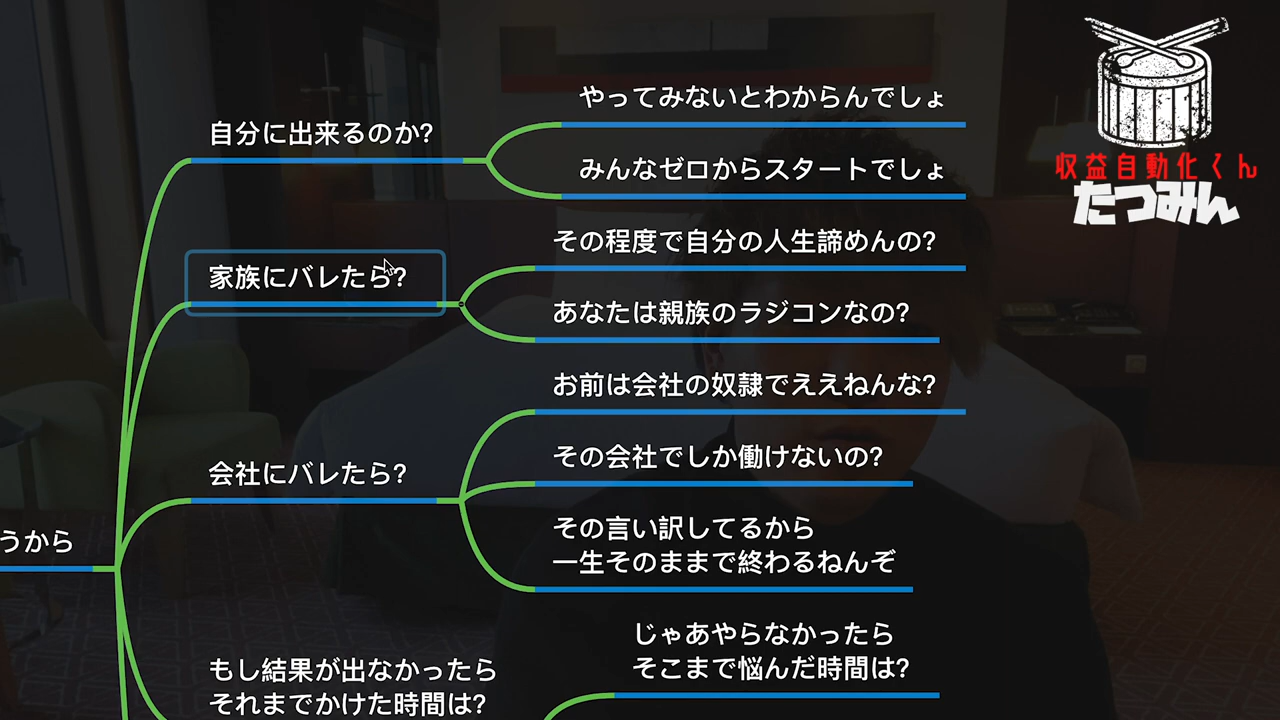 自分に出来るのか?
やってみないとわからんでしょ
みんなゼロからスタートでしょ
家族にバレたら?
その程度で自分の人生諦めんの?
あなたは親族のラジコンなの?
会社にバレたら?
お前は会社の奴隷でええねんな?
その会社でしか働けないの?
その言い訳してるから
一生そのままで終わるねんぞ
うから
もし結果が出なかったら
それまでかけた時間は?
じゃあやらなかったら
そこまで悩んだ時間は?
収益自動化くん
たつみん